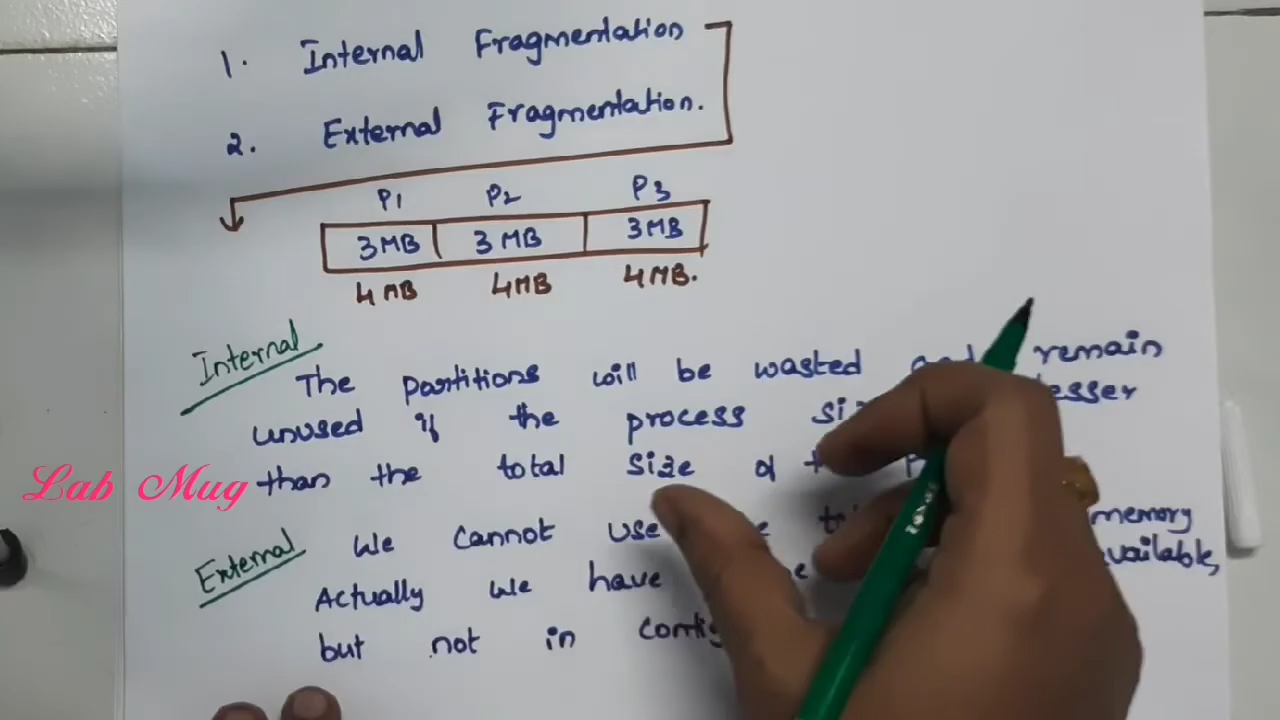 1. Internal Fragmentation
2. External Fragmentation.
P1 P2 P3
3MB 3MB 3MB
4MB 4MB 4MB.
Internal
The partitions will be wasted and remain
unused if the process lesser
than the total size of
Lab Mug
External
We cannot use memory
Actually we have available,
but not in